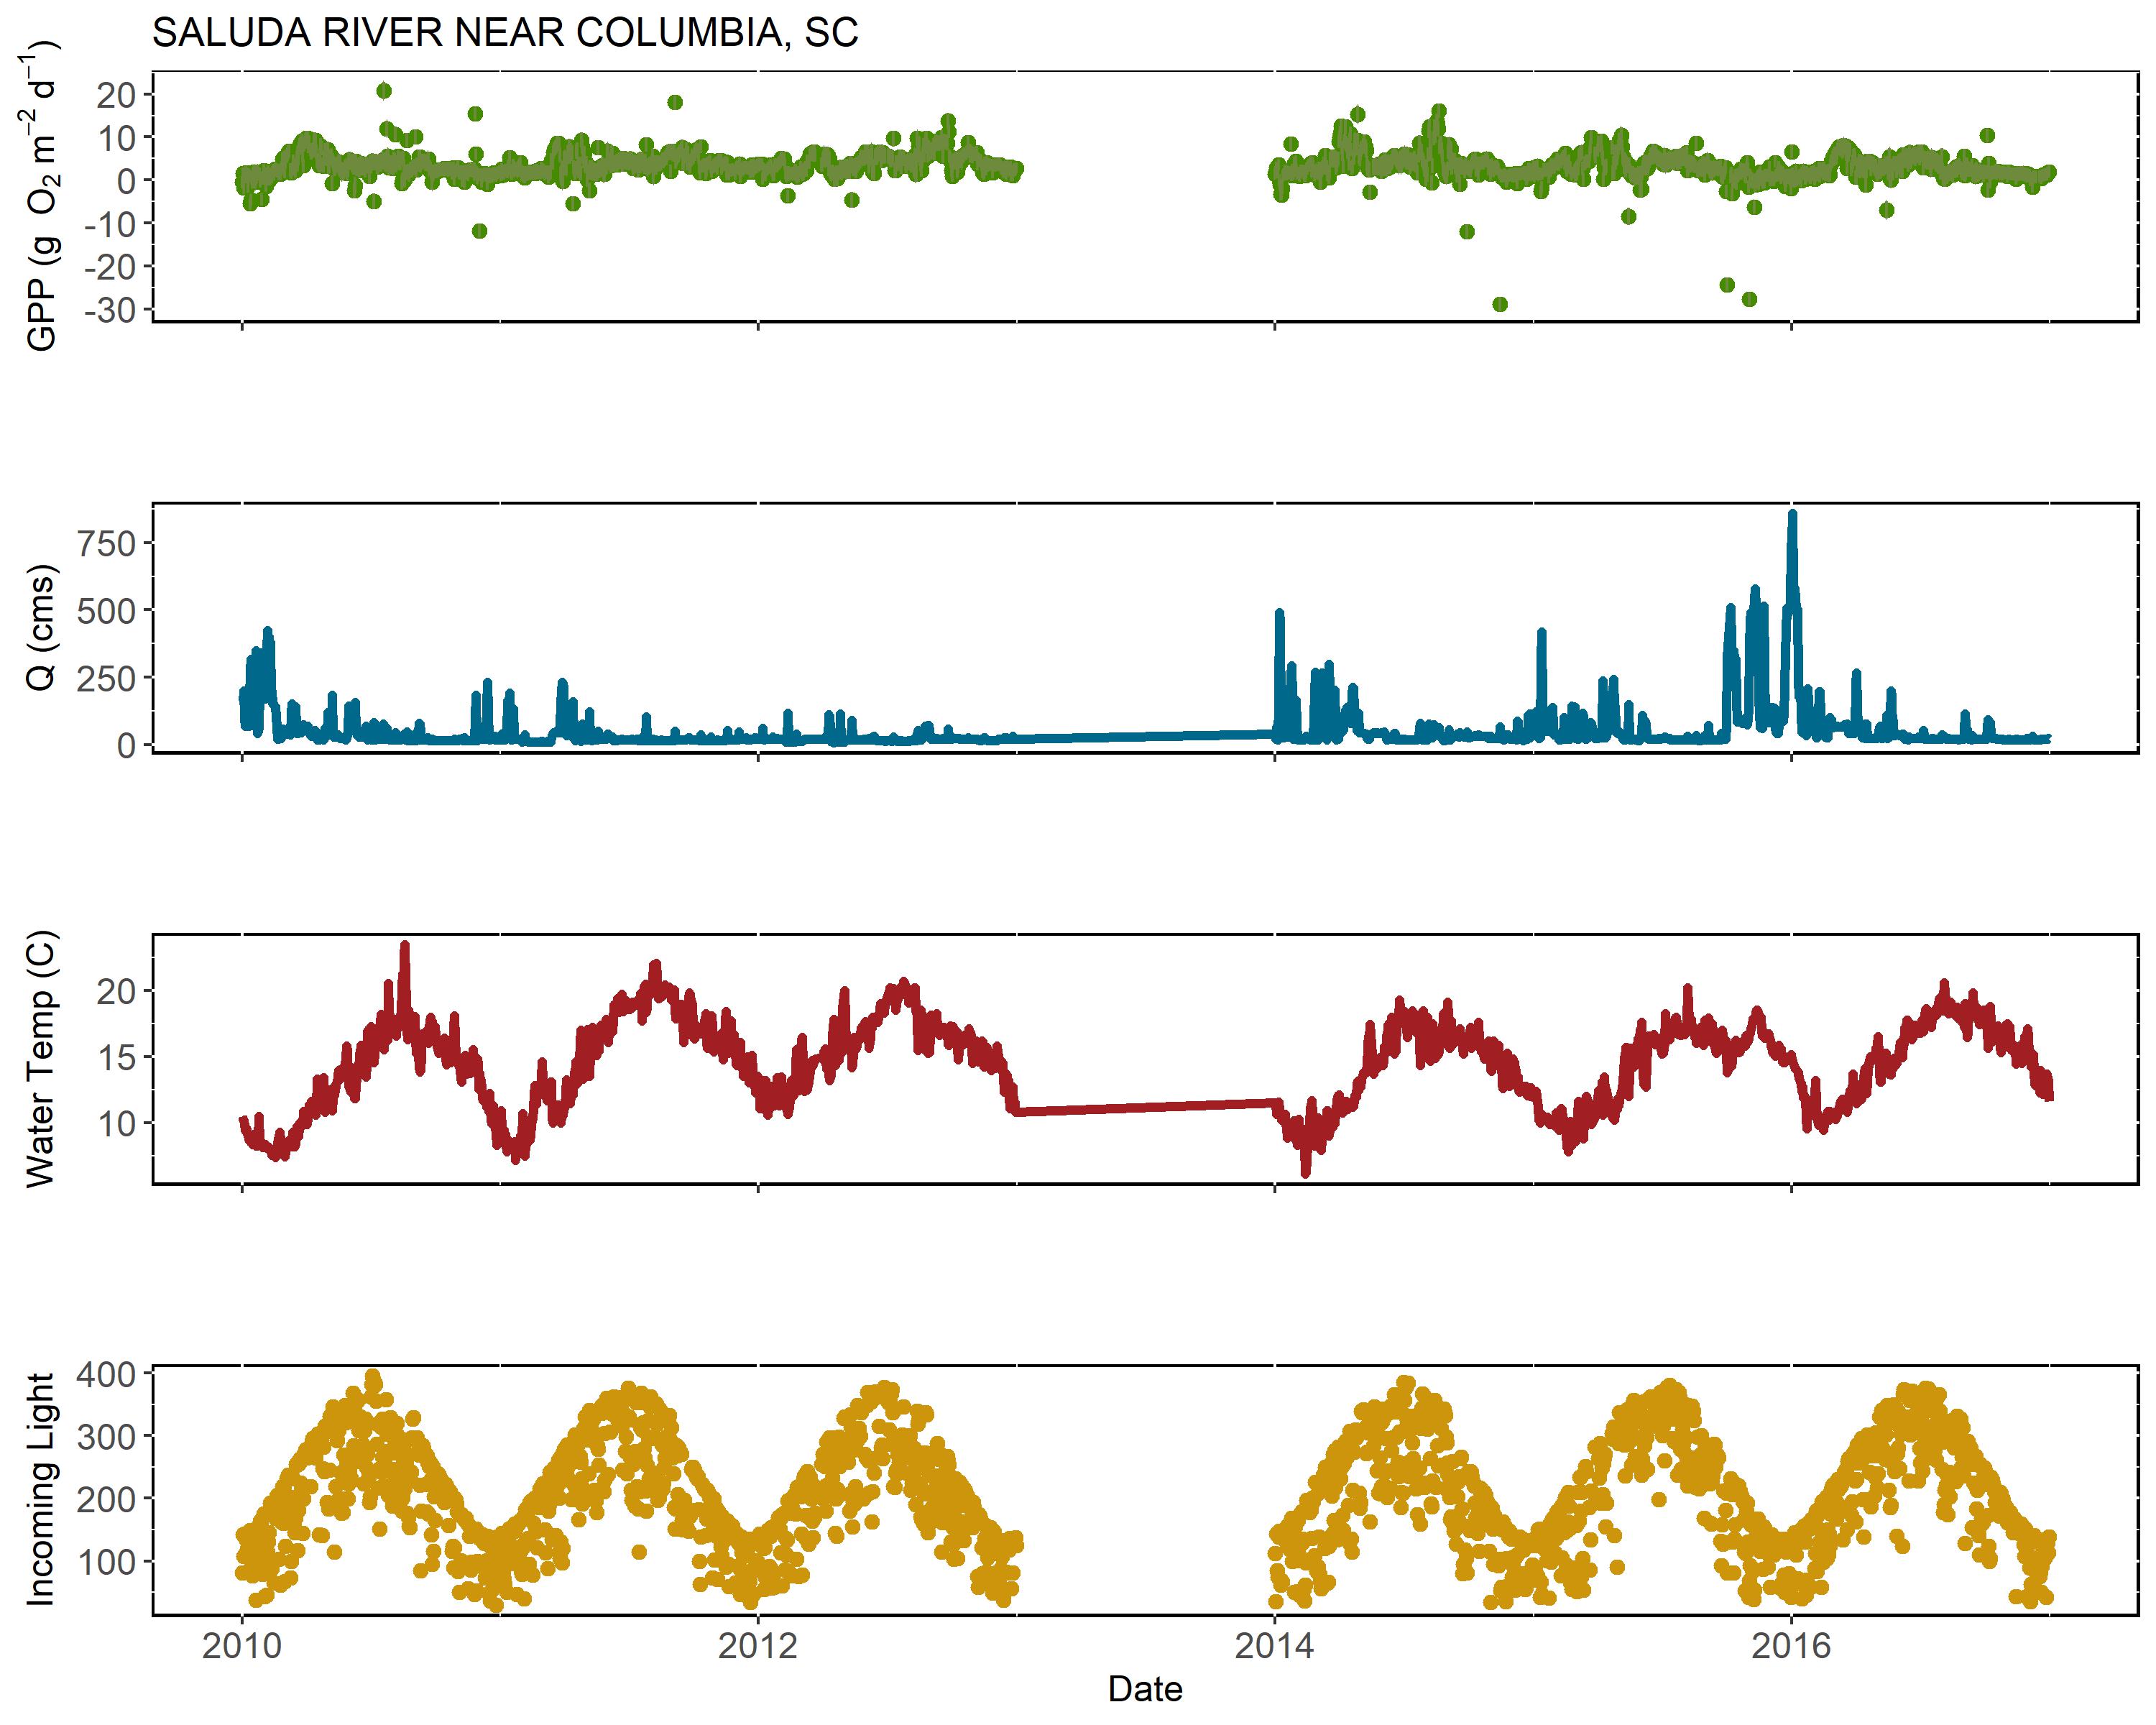 SALUDA RIVER NEAR COLUMBIA, SC
GPP (g O₂ m⁻² d⁻¹)
20
10
0
-10
-20
-30
Q (cms)
750
500
250
0
Water Temp (C)
20
15
10
Incoming Light
400
300
200
100
2010 2012 2014 2016
Date